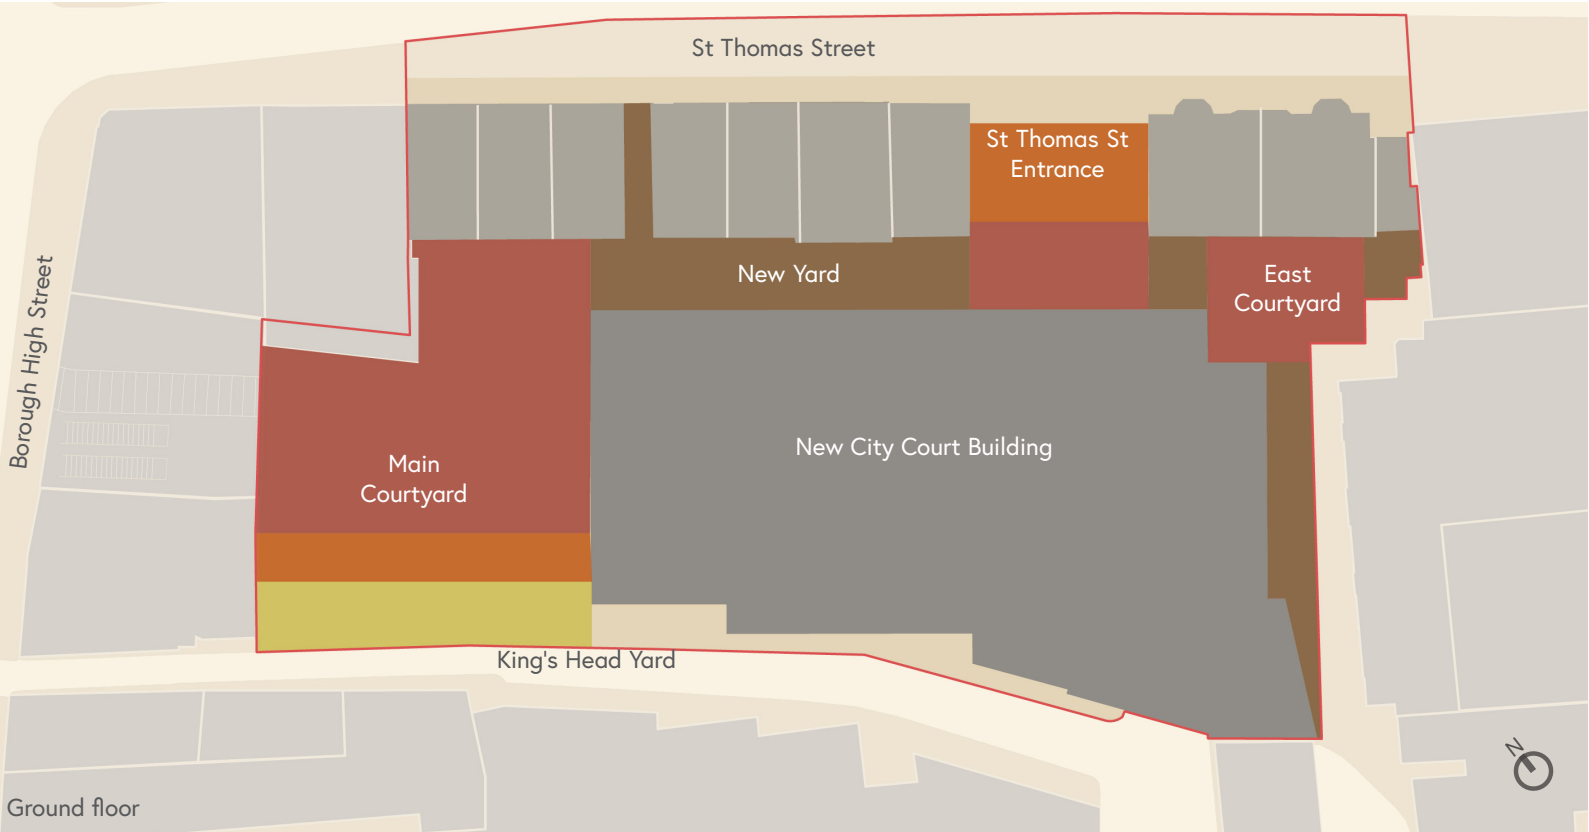 St Thomas Street
St Thomas St
Entrance
New Yard
East
Courtyard
Borough High Street
New City Court Building
Main
Courtyard
King's Head Yard
N
Ground floor